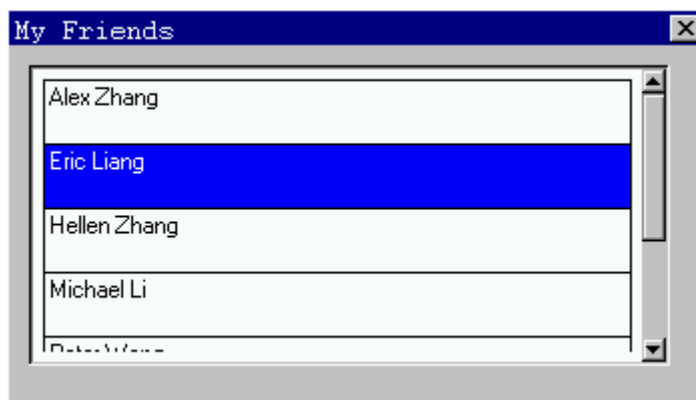 My Friends
Alex Zhang
Eric Liang
Hellen Zhang
Michael Li